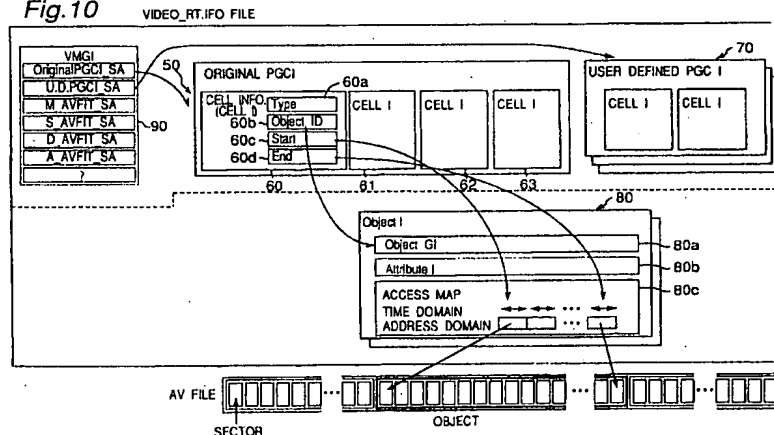 Fig.10
VIDEO_RT.IFO FILE
VMGI
OriginalPGCI_SA
U.D.PGCI_SA
M_AVFIT_SA
S_AVFIT_SA
D_AVFIT_SA
A_AVFIT_SA
?
90
50
ORIGINAL PGCI
60a
CELL INFO.
(CELL I)
Type
60b
Object_ID
60c
Start
60d
End
CELL I
CELL I
CELL I
60
61
62
63
70
USER DEFINED PGC I
CELL I
CELL I
80
Object I
Object GI
80a
Attribute I
80b
ACCESS MAP
80c
TIME DOMAIN
...
ADDRESS DOMAIN
...
AV FILE
...
...
...
SECTOR
OBJECT